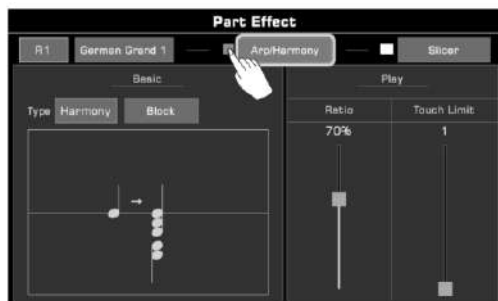 Part Effect
R1 German Grand 1 Arp/Harmony Slicer
Basic
Play
Type Harmony Block
Ratio Touch Limit
70% 1